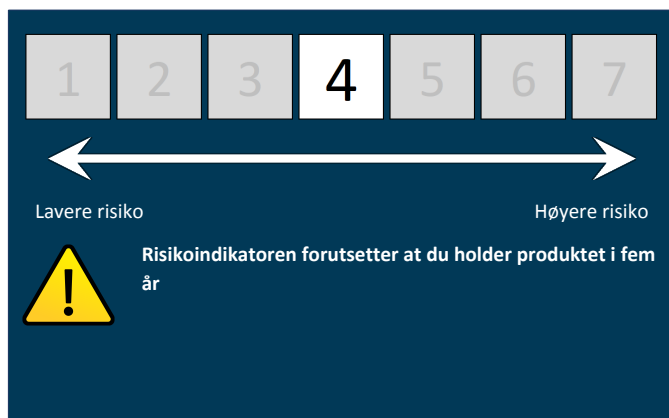 1 2 3 4 5 6 7
Lavere risiko Høyere risiko
Risikoindikatoren forutsetter at du holder produktet i fem
år